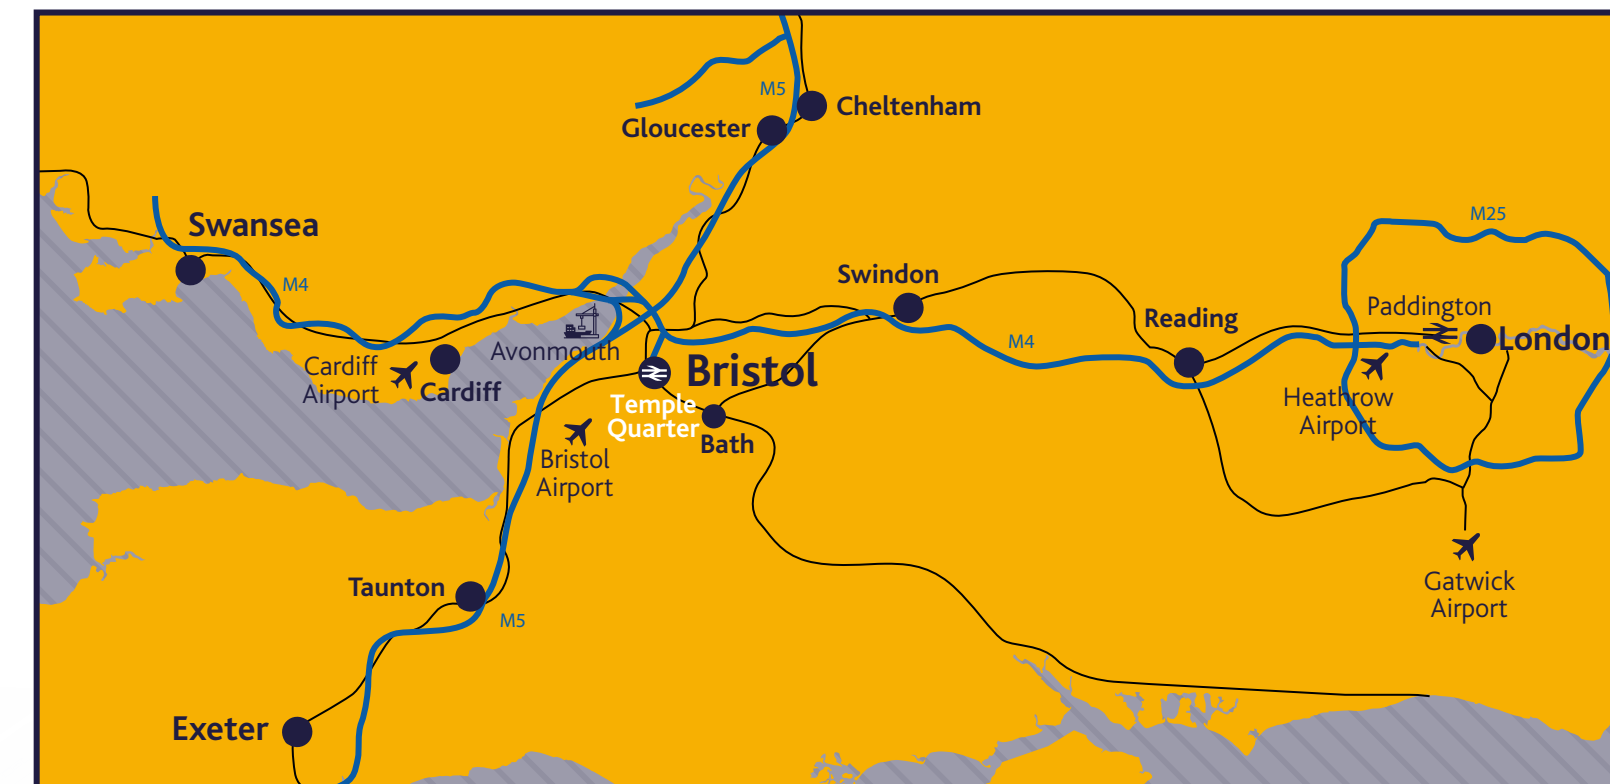 M5
Cheltenham
Gloucester
Swansea
M25
M4
Swindon
Paddington
Reading
London
M4
Avonmouth
Cardiff
Airport
Cardiff
Bristol
Heathrow
Airport
Temple
Quarter
Bath
Bristol
Airport
Gatwick
Airport
Taunton
M5
Exeter